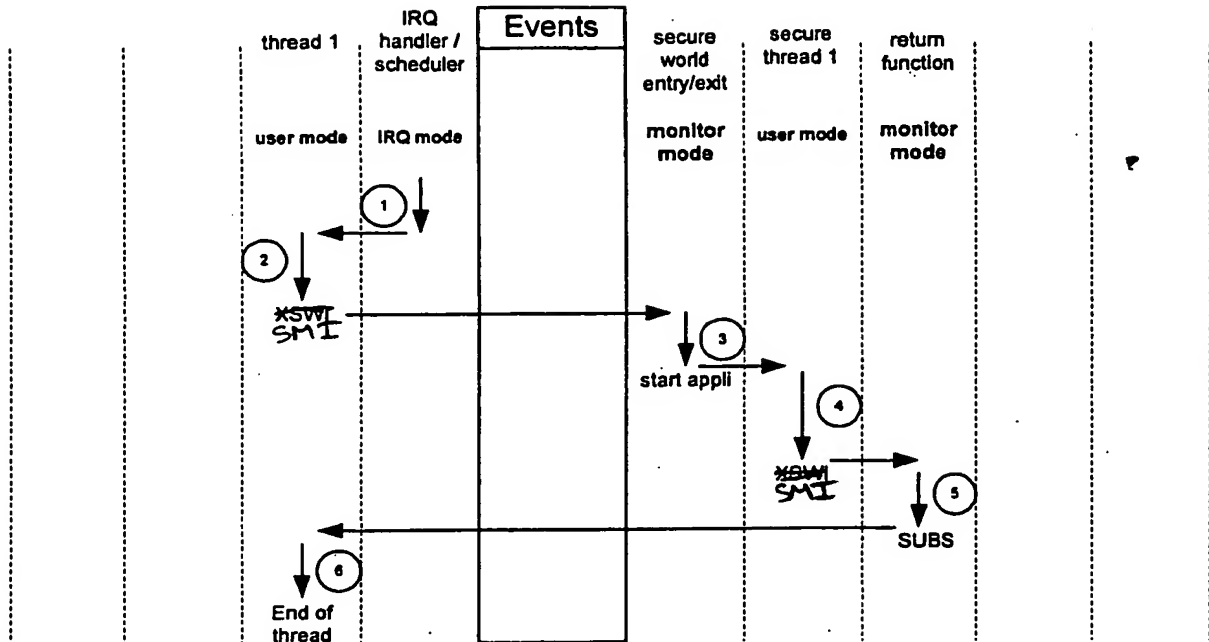 thread 1
IRQ
handler /
scheduler
Events
secure
world
entry/exit
secure
thread 1
return
function
user mode
IRQ mode
monitor
mode
user mode
monitor
mode
1
2
XSWI
SMI
3
start appli
4
XSWI
SMI
5
SUBS
6
End of
thread